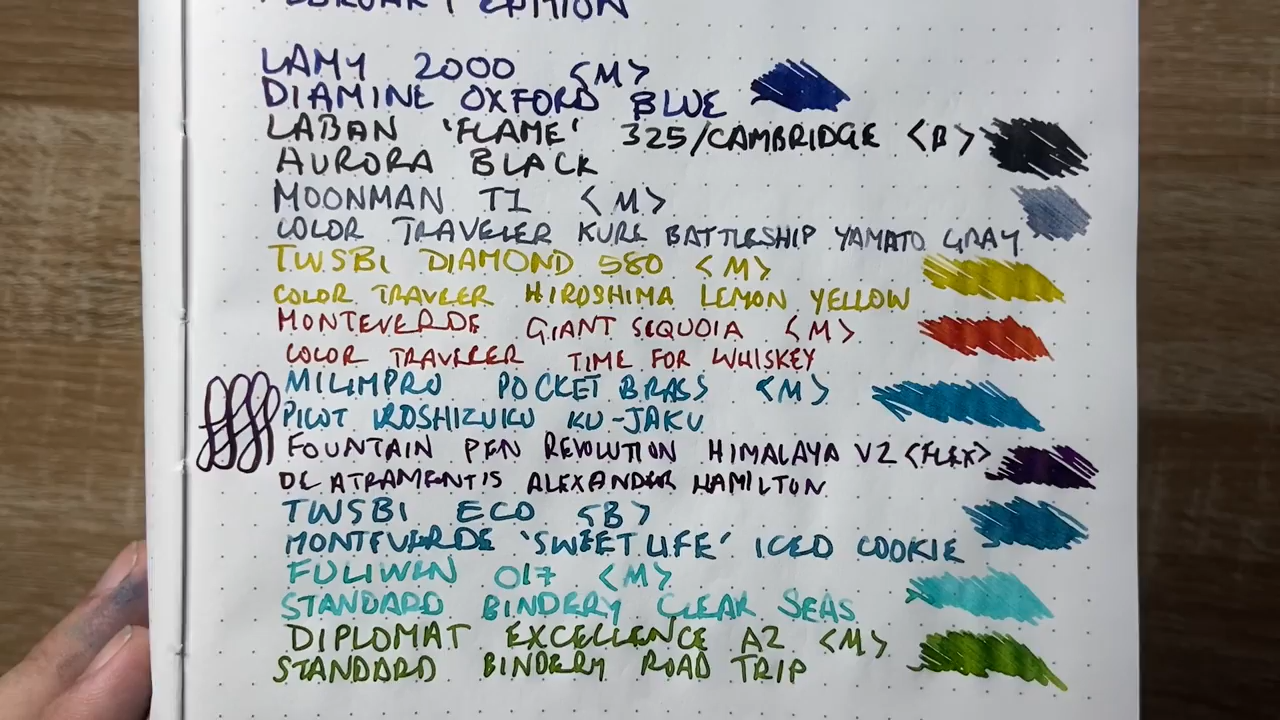 FEBRUARY EDITION
LAMY 2000 <M>
DIAMINE OXFORD BLUE
LABAN 'FLAME' 325/CAMBRIDGE <B>
AURORA BLACK
MOONMAN T1 <M>
COLOR TRAVELER KURE BATTLESHIP YAMATO GRAY
TWSBI DIAMOND 580 <M>
COLOR TRAVLER HIROSHIMA LEMON YELLOW
MONTEVERDE GIANT SEQUOIA <M>
COLOR TRAVELER TIME FOR WHISKEY
MILIMPRO POCKET BRASS <M>
PILOT IROSHIZUKU KU-JAKU
FOUNTAIN PEN REVOLUTION HIMALAYA V2 <FLEX>
DE ATRAMENTIS ALEXANDER HAMILTON
TWSBI ECO <B>
MONTEVERDE 'SWEET LIFE' ICED COOKIE
FULIWEN 017 <M>
STANDARD BINDERY CLEAR SEAS
DIPLOMAT EXCELLENCE A2 <M>
STANDARD BINDERY ROAD TRIP